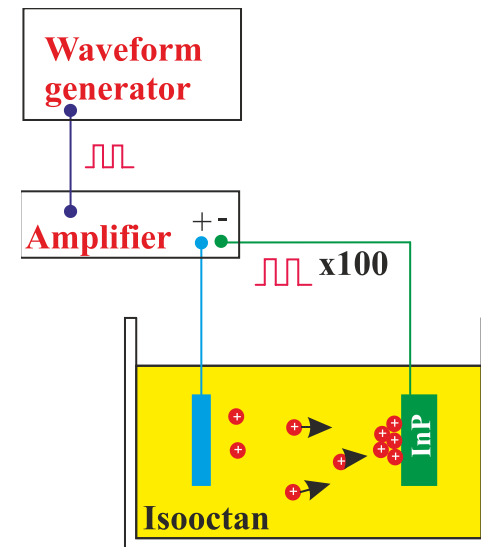 Waveform
generator
+ -
Amplifier
x100
+
+
+
+
+
+
+
+
+
+
InP
Isooctan